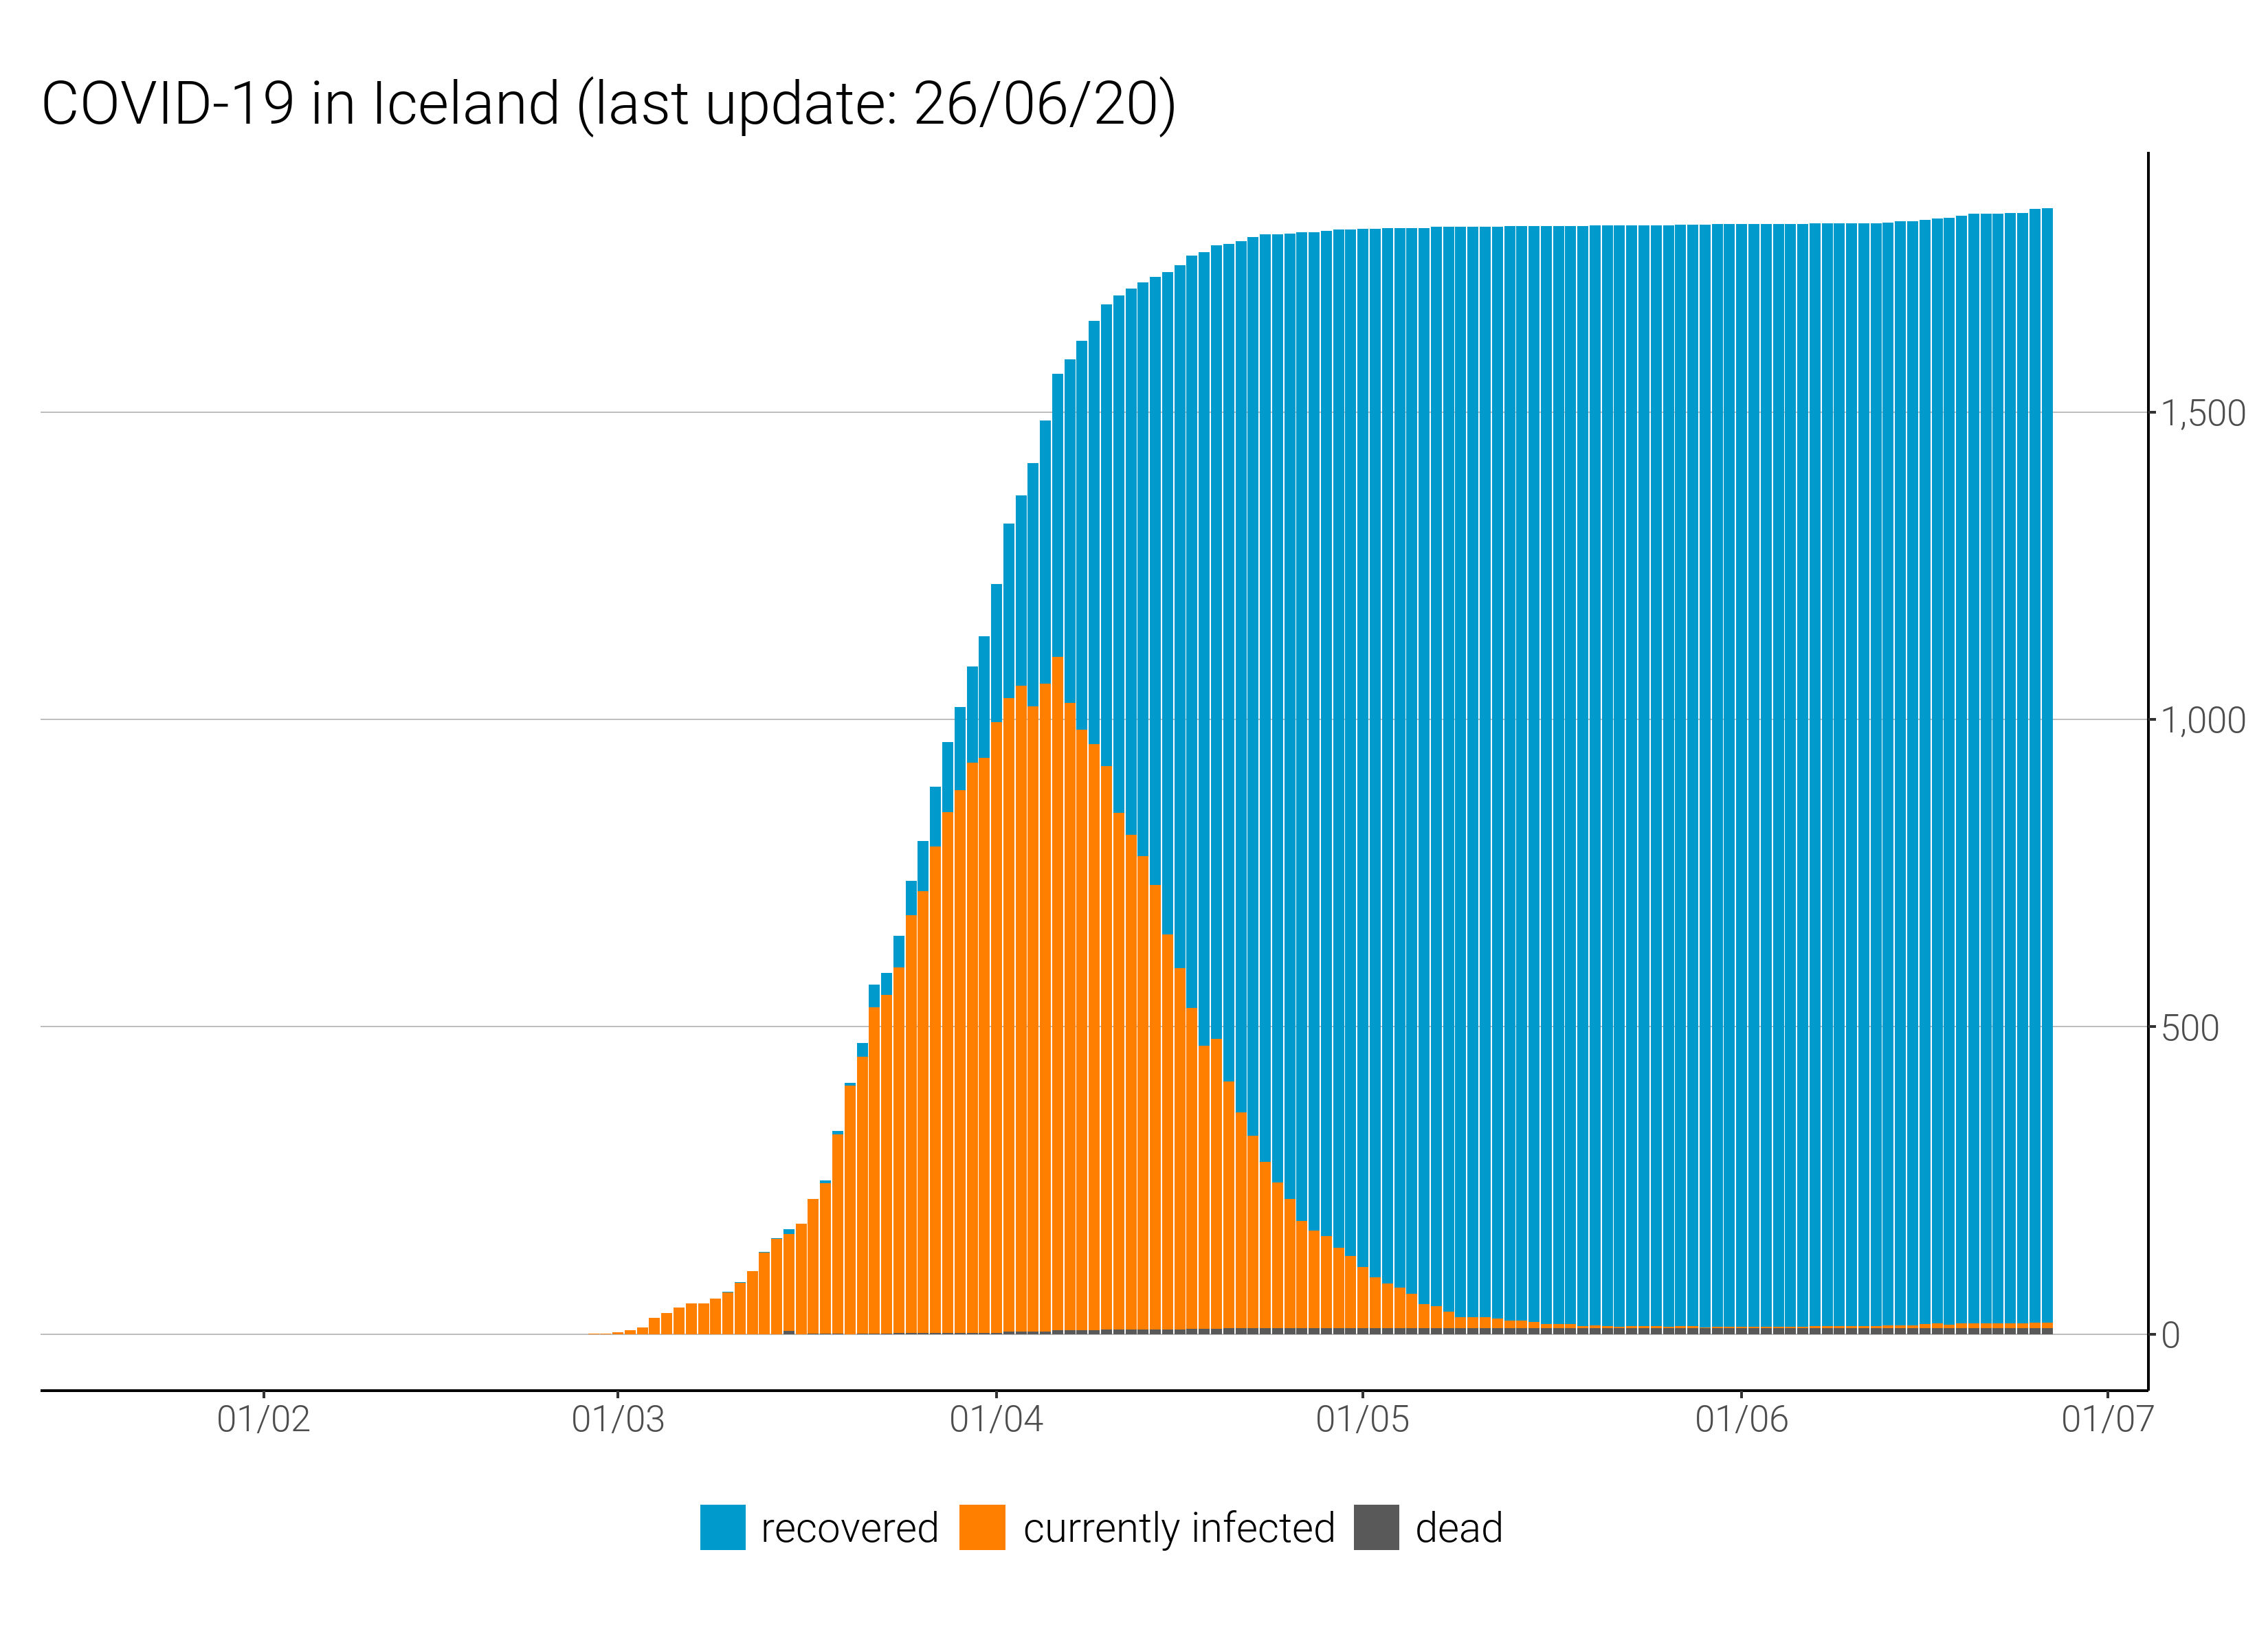 COVID-19 in Iceland (last update: 26/06/20)
1,500
1,000
500
0
01/02 01/03 01/04 01/05 01/06 01/07
recovered currently infected dead